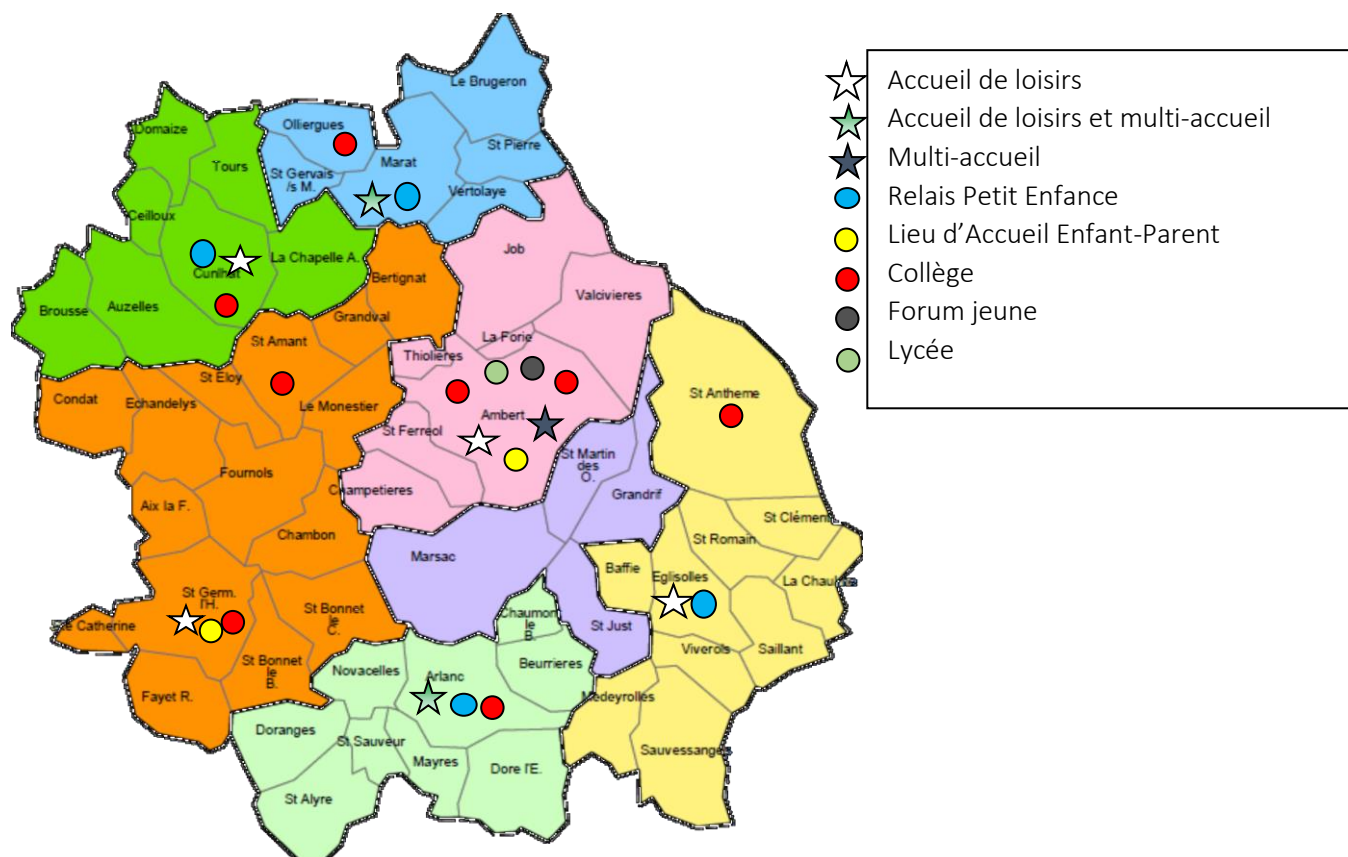 Le Brugeron
Domaize
Olliergues
Tours
Marat
St Pierre
St Gervais
/s M.
Vertolaye
Ceilloux
Job
Cunlhat
La Chapelle A.
Bertignat
Valcivieres
Brousse
Auzelles
Grandval
St Amant
La Forie
Thiolières
St Eloy
Condat
Echandelys
Le Monestier
St Antheme
Ambert
St Ferreol
St Martin
des
O.
Fournols
Champetieres
Grandrif
Aix la F.
St Clément
Chambon
St Romain
Marsac
Baffie
Eglisolles
La Chaulme
St Germ.
l'H.
St Bonnet
le
C.
Chaumont
le
B.
Ste Catherine
St Just
Viverols
Saillant
Novacelles
Arlanc
Beurrieres
St Bonnet
le
B.
Fayet R.
Medeyrolles
Doranges
St Sauveur
Mayres
Dore l'E.
Sauvessanges
St Alyre
Accueil de loisirs
Accueil de loisirs et multi-accueil
Multi-accueil
Relais Petit Enfance
Lieu d’Accueil Enfant-Parent
Collège
Forum jeune
Lycée